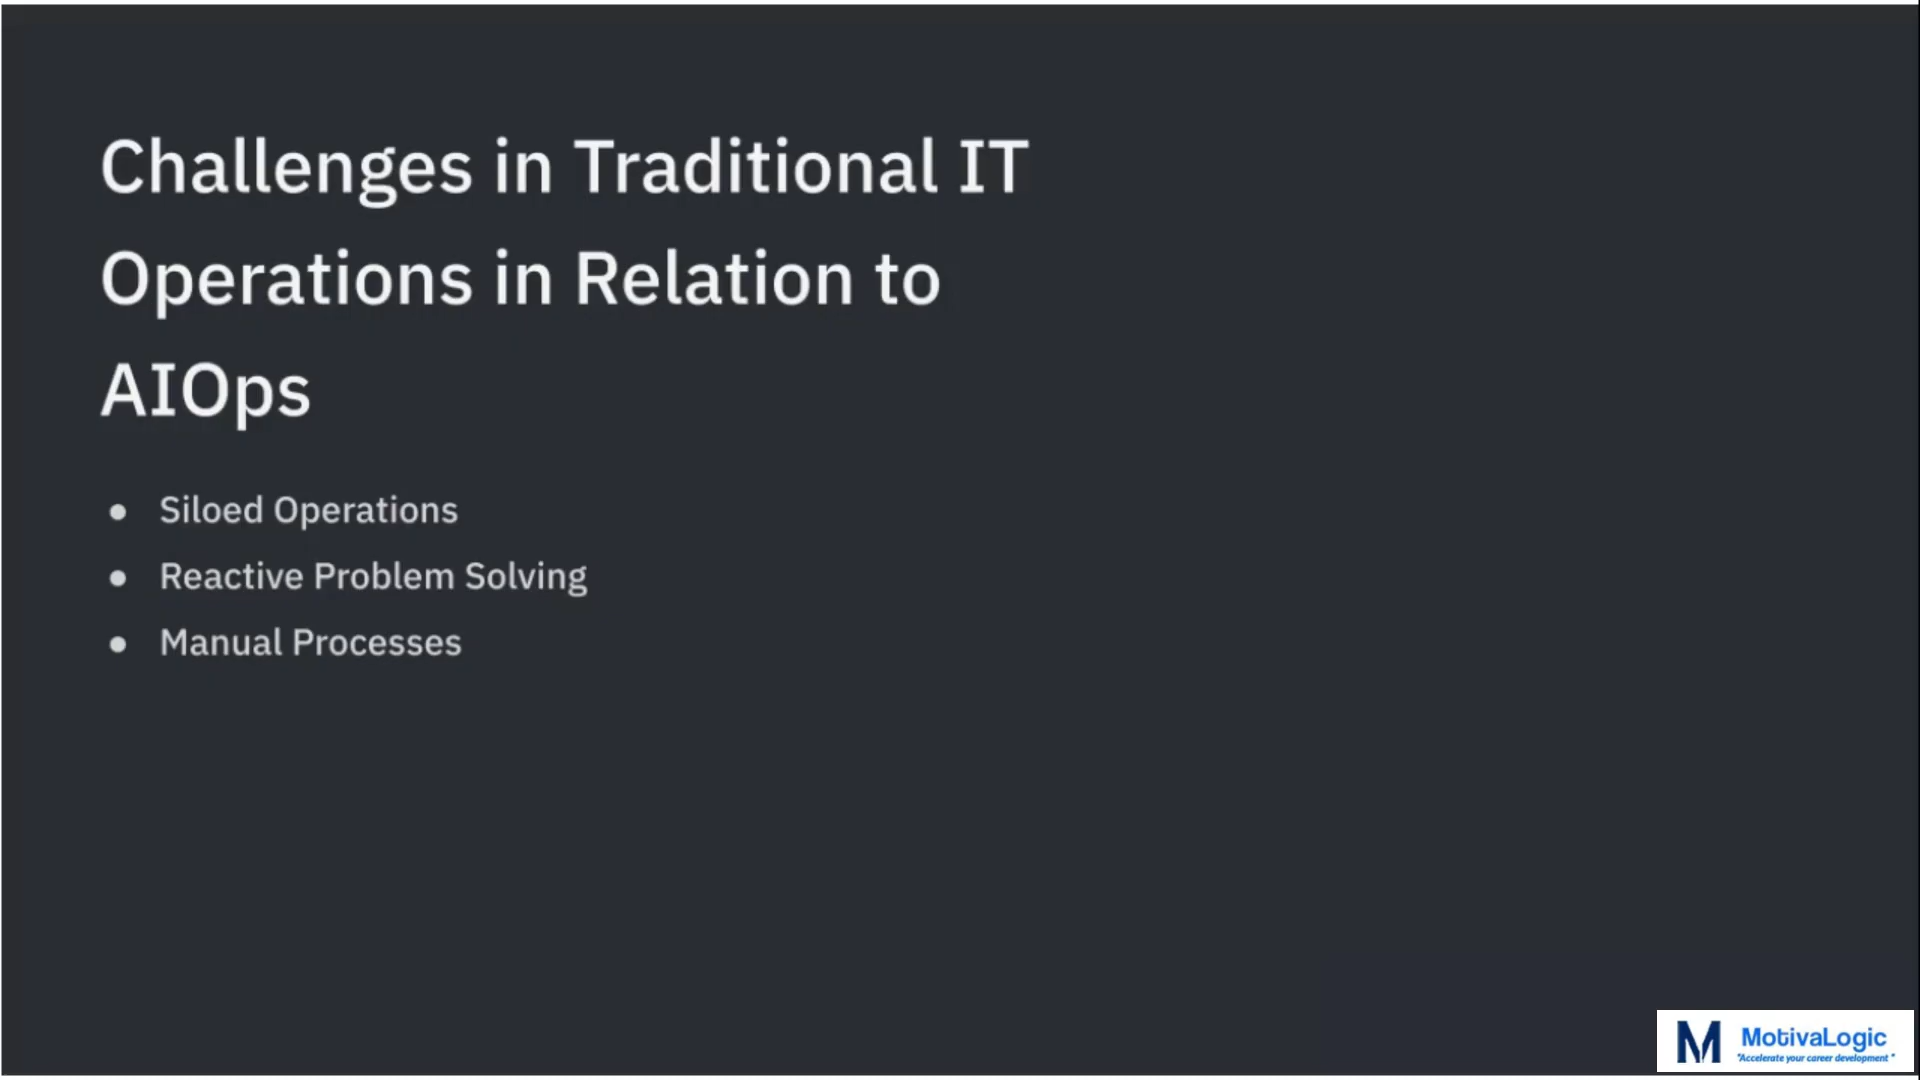 Challenges in Traditional IT
Operations in Relation to
AIOps
● Siloed Operations
● Reactive Problem Solving
● Manual Processes
M MotivaLogic
"Accelerate your career development "